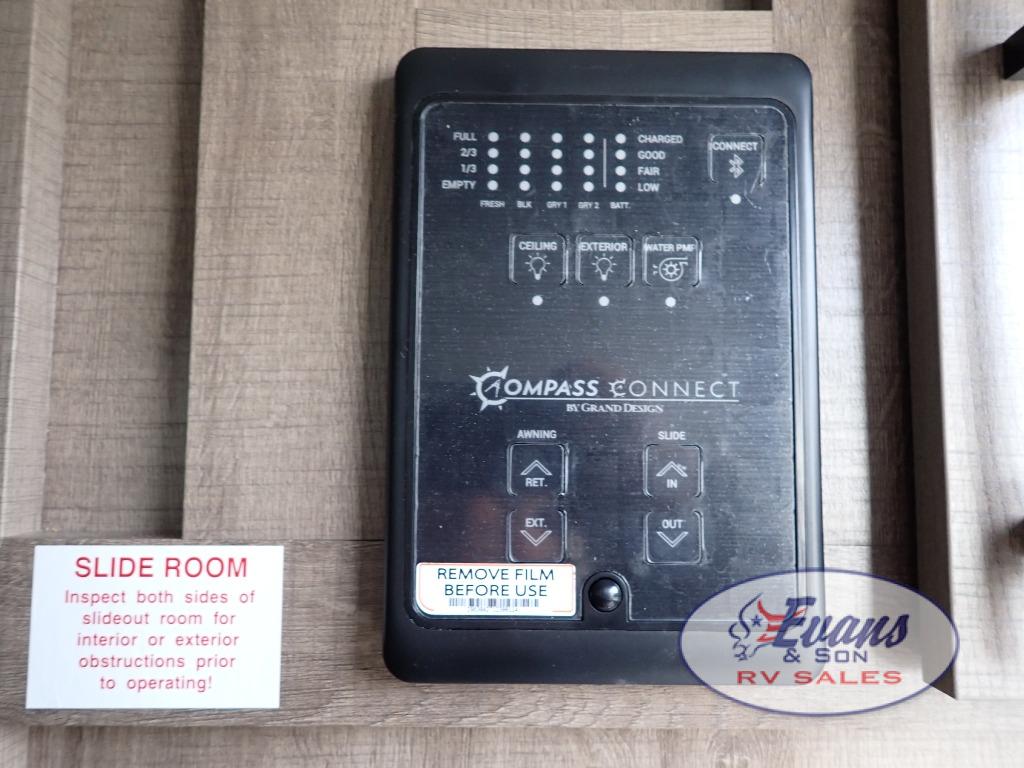 FULL CHARGED
2/3 GOOD
1/3 FAIR
EMPTY LOW
FRESH BLK GRY 1 GRY 2 BATT.
CONNECT
CEILING EXTERIOR WATER PMP
COMPASS CONNECT
BY GRAND DESIGN
AWNING SLIDE
RET. IN
EXT. OUT
REMOVE FILM
BEFORE USE
SLIDE ROOM
Inspect both sides of
slideout room for
interior or exterior
obstructions prior
to operating!
Evans
& SON
RV SALES